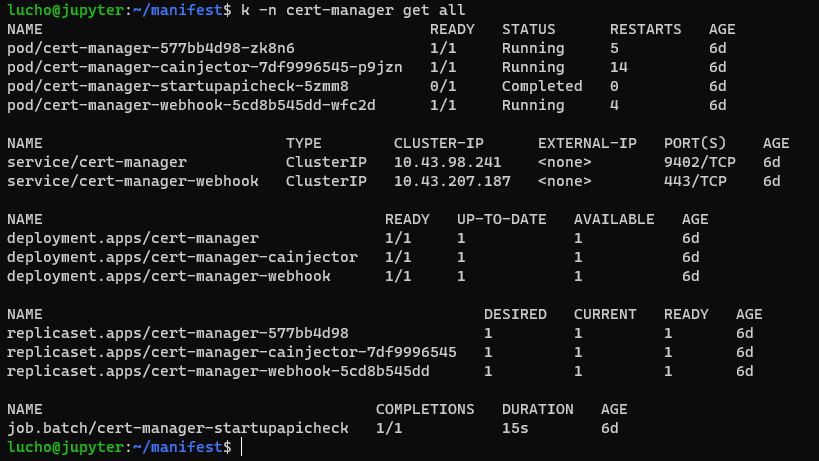 lucho@jupyter:~/manifest$ k -n cert-manager get all
NAME READY STATUS RESTARTS AGE
pod/cert-manager-577bb4d98-zk8n6 1/1 Running 5 6d
pod/cert-manager-cainjector-7df9996545-p9jzn 1/1 Running 14 6d
pod/cert-manager-startupapicheck-5zmm8 0/1 Completed 0 6d
pod/cert-manager-webhook-5cd8b545dd-wfc2d 1/1 Running 4 6d
NAME TYPE CLUSTER-IP EXTERNAL-IP PORT(S) AGE
service/cert-manager ClusterIP 10.43.98.241 <none> 9402/TCP 6d
service/cert-manager-webhook ClusterIP 10.43.207.187 <none> 443/TCP 6d
NAME READY UP-TO-DATE AVAILABLE AGE
deployment.apps/cert-manager 1/1 1 1 6d
deployment.apps/cert-manager-cainjector 1/1 1 1 6d
deployment.apps/cert-manager-webhook 1/1 1 1 6d
NAME DESIRED CURRENT READY AGE
replicaset.apps/cert-manager-577bb4d98 1 1 1 6d
replicaset.apps/cert-manager-cainjector-7df9996545 1 1 1 6d
replicaset.apps/cert-manager-webhook-5cd8b545dd 1 1 1 6d
NAME COMPLETIONS DURATION AGE
job.batch/cert-manager-startupapicheck 1/1 15s 6d
lucho@jupyter:~/manifest$